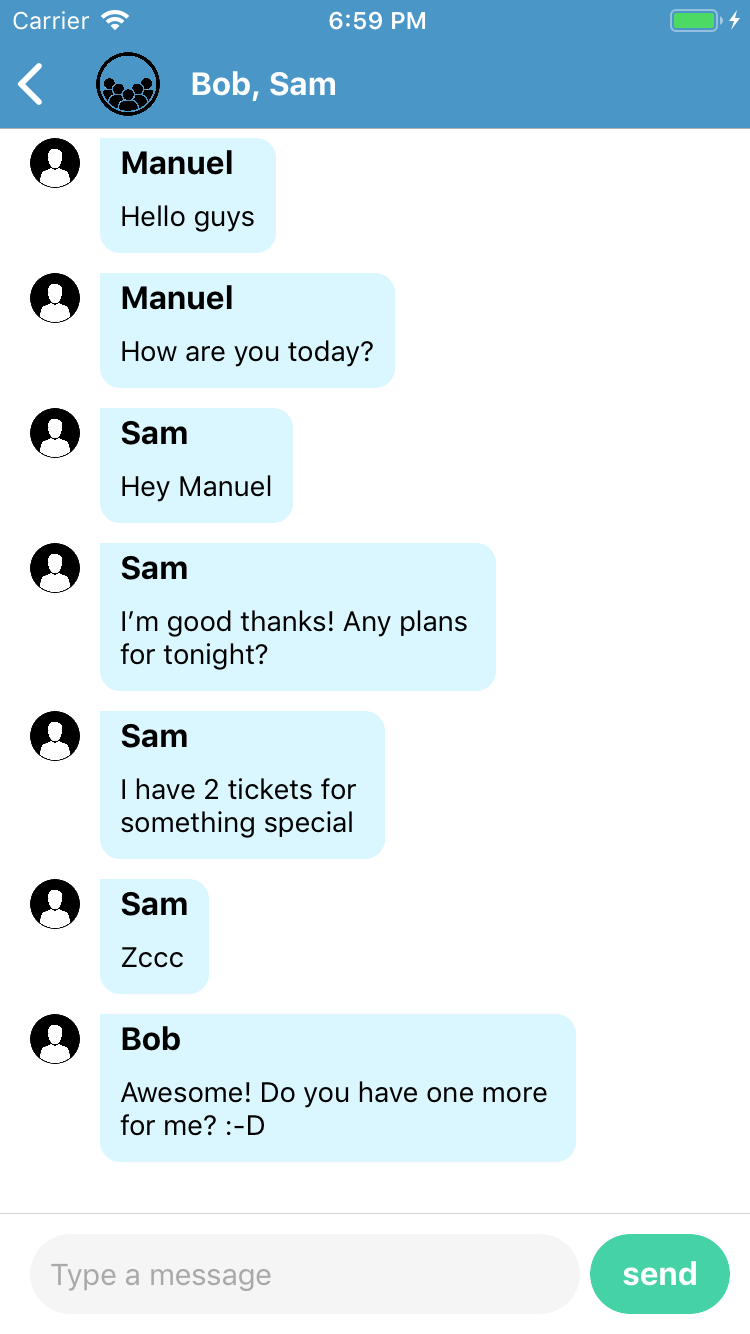 Carrier 6:59 PM
Bob, Sam
Manuel
Hello guys
Manuel
How are you today?
Sam
Hey Manuel
Sam
I’m good thanks! Any plans
for tonight?
Sam
I have 2 tickets for
something special
Sam
Zccc
Bob
Awesome! Do you have one more
for me? :-D
Type a message send